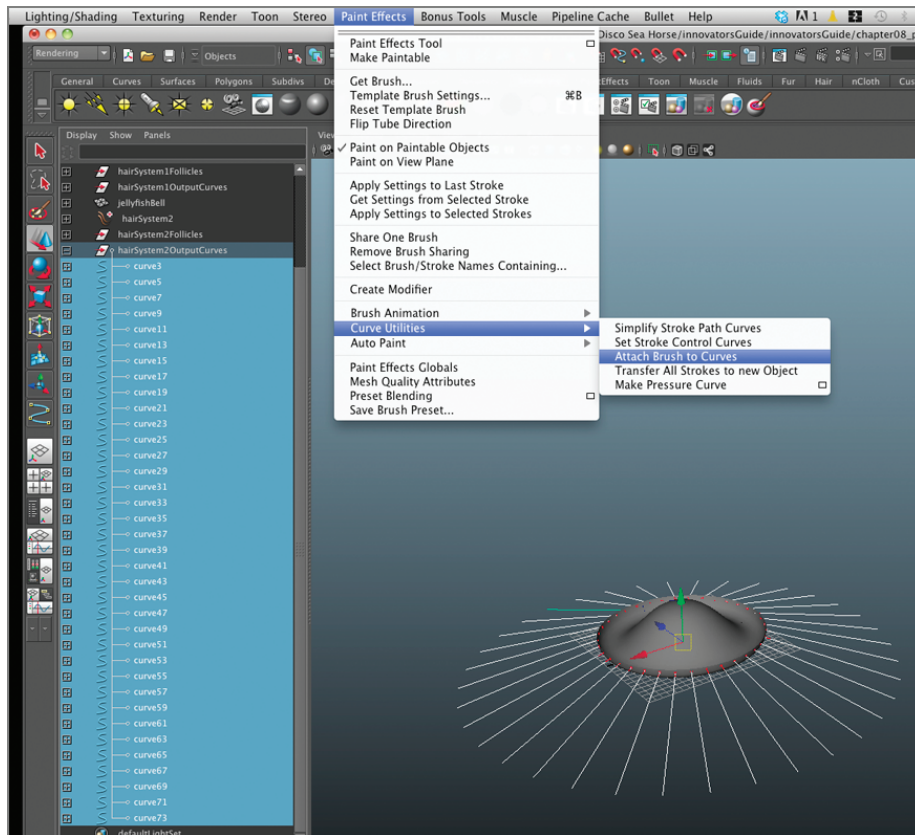 Lighting/Shading Texturing Render Toon Stereo Paint Effects Bonus Tools Muscle Pipeline Cache Bullet Help 1
Disco Sea Horse/innovatorsGuide/innovatorsGuide/chapter08_p
Rendering Objects
General Curves Surfaces Polygons Subdivs De
Effects Toon Muscle Fluids Fur Hair nCloth Cus
Display Show Panels
hairSystem1Follicles
hairSystem1OutputCurves
jellyfishBell
hairSystem2
hairSystem2Follicles
hairSystem2OutputCurves
curve3
curve5
curve7
curve9
curve11
curve13
curve15
curve17
curve19
curve21
curve23
curve25
curve27
curve29
curve31
curve33
curve35
curve37
curve39
curve41
curve43
curve45
curve47
curve49
curve51
curve53
curve55
curve57
curve59
curve61
curve63
curve65
curve67
curve69
curve71
curve73
defaultLightSet
Paint Effects Tool
Make Paintable
Get Brush...
Template Brush Settings... ⌘B
Reset Template Brush
Flip Tube Direction
✓ Paint on Paintable Objects
Paint on View Plane
Apply Settings to Last Stroke
Get Settings from Selected Stroke
Apply Settings to Selected Strokes
Share One Brush
Remove Brush Sharing
Select Brush/Stroke Names Containing...
Create Modifier
Brush Animation
Curve Utilities
Auto Paint
Paint Effects Globals
Mesh Quality Attributes
Preset Blending
Save Brush Preset...
Simplify Stroke Path Curves
Set Stroke Control Curves
Attach Brush to Curves
Transfer All Strokes to new Object
Make Pressure Curve